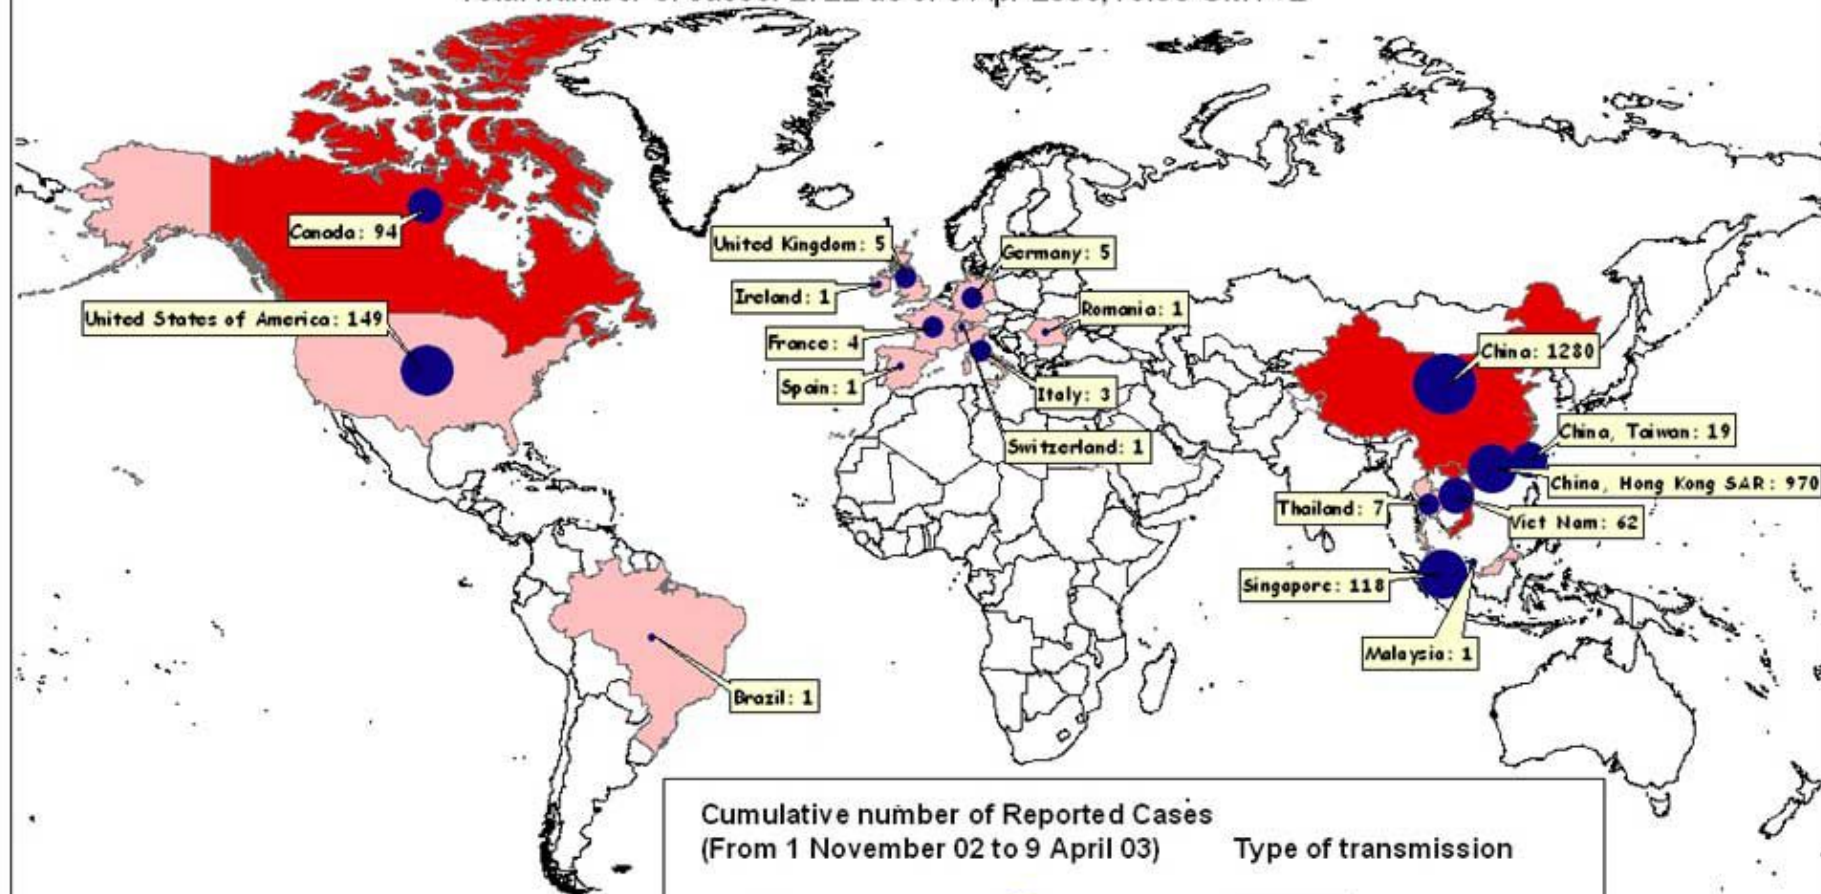 Canada: 94
United Kingdom: 5
Germany: 5
Ireland: 1
Romania: 1
United States of America: 149
France: 4
China: 1280
Spain: 1
Italy: 3
China, Taiwan: 19
Switzerland: 1
China, Hong Kong SAR: 970
Thailand: 7
Viet Nam: 62
Singapore: 118
Malaysia: 1
Brazil: 1
Cumulative number of Reported Cases
(From 1 November 02 to 9 April 03)
Type of transmission